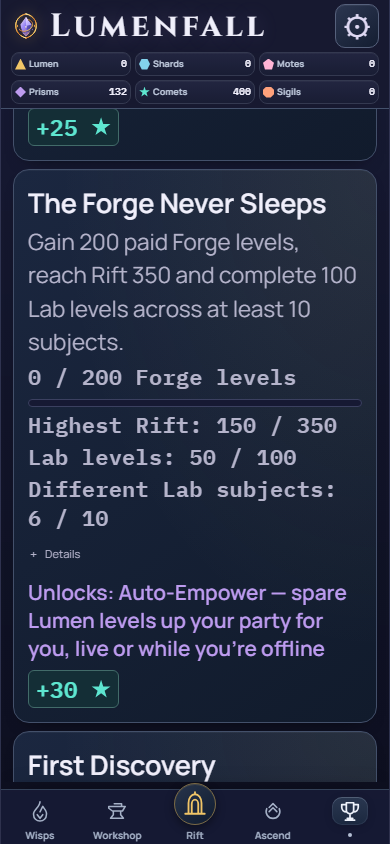 LUMENFALL
Lumen 0
Shards 0
Motes 0
Prisms 132
Comets 400
Sigils 0
+25 ★
The Forge Never Sleeps
Gain 200 paid Forge levels,
reach Rift 350 and complete 100
Lab levels across at least 10
subjects.
0 / 200 Forge levels
Highest Rift: 150 / 350
Lab levels: 50 / 100
Different Lab subjects:
6 / 10
+ Details
Unlocks: Auto-Empower — spare
Lumen levels up your party for
you, live or while you're offline
+30 ★
First Discovery
Wisps
Workshop
Rift
Ascend